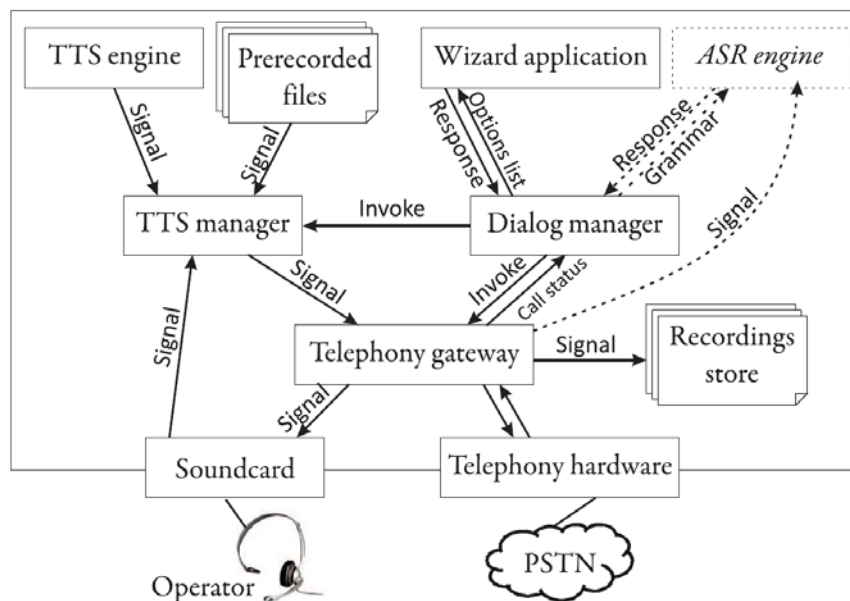 TTS engine
Prerecorded
files
Wizard application
ASR engine
Signal
Signal
Response
Options list
Response
Grammar
TTS manager
Invoke
Dialog manager
Signal
Signal
Signal
Invoke
Call status
Telephony gateway
Signal
Recordings
store
Signal
Soundcard
Telephony hardware
Operator
PSTN